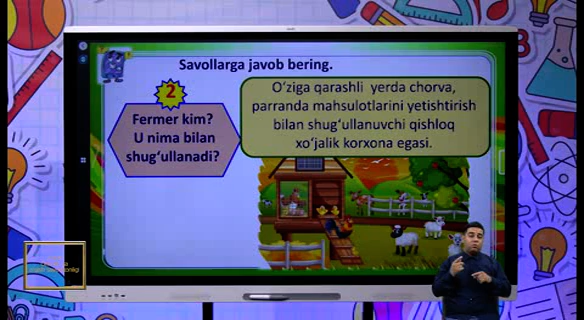 Savollarga javob bering.
2
Fermer kim?
U nima bilan
shug‘ullanadi?
O‘ziga qarashli yerda chorva,
parranda mahsulotlarini yetishtirish
bilan shug‘ullanuvchi qishloq
xo‘jalik korxona egasi.